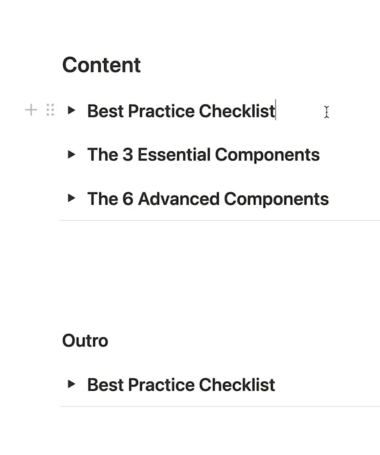 Content
Best Practice Checklist
The 3 Essential Components
The 6 Advanced Components
Outro
Best Practice Checklist